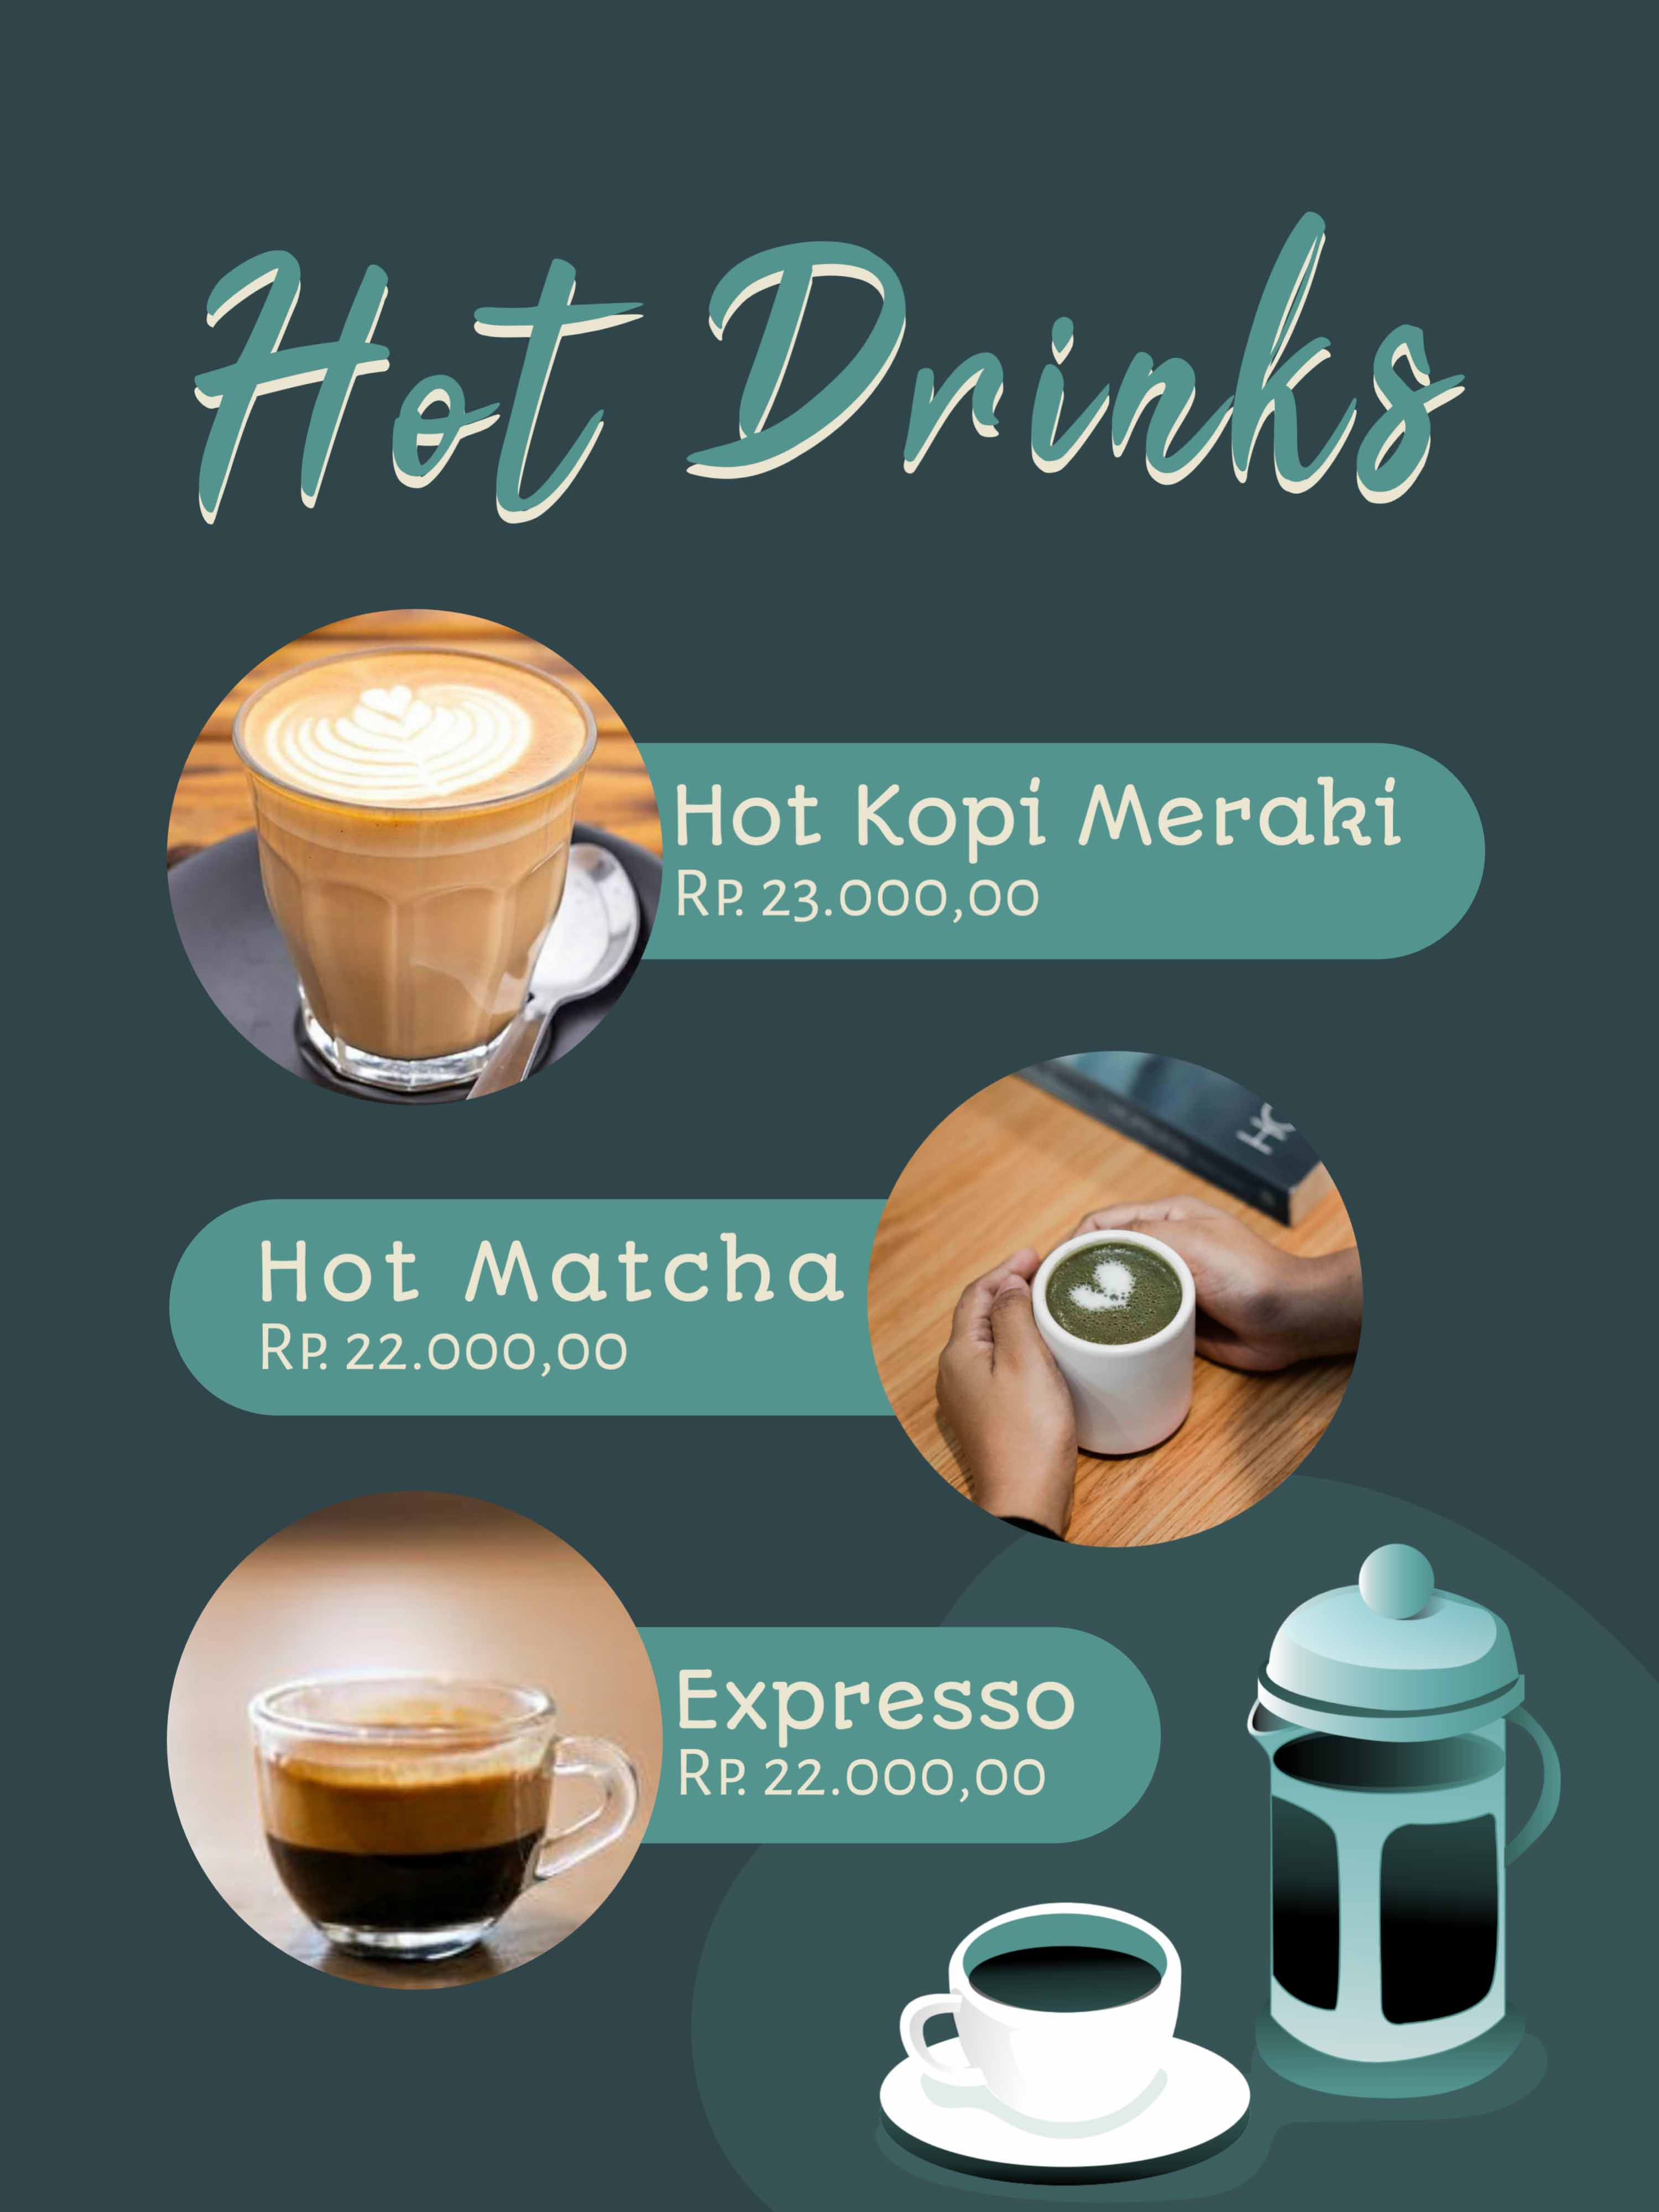 Hot Drinks
Hot Kopi Meraki
RP. 23.000,00
Hot Matcha
RP. 22.000,00
Expresso
RP. 22.000,00